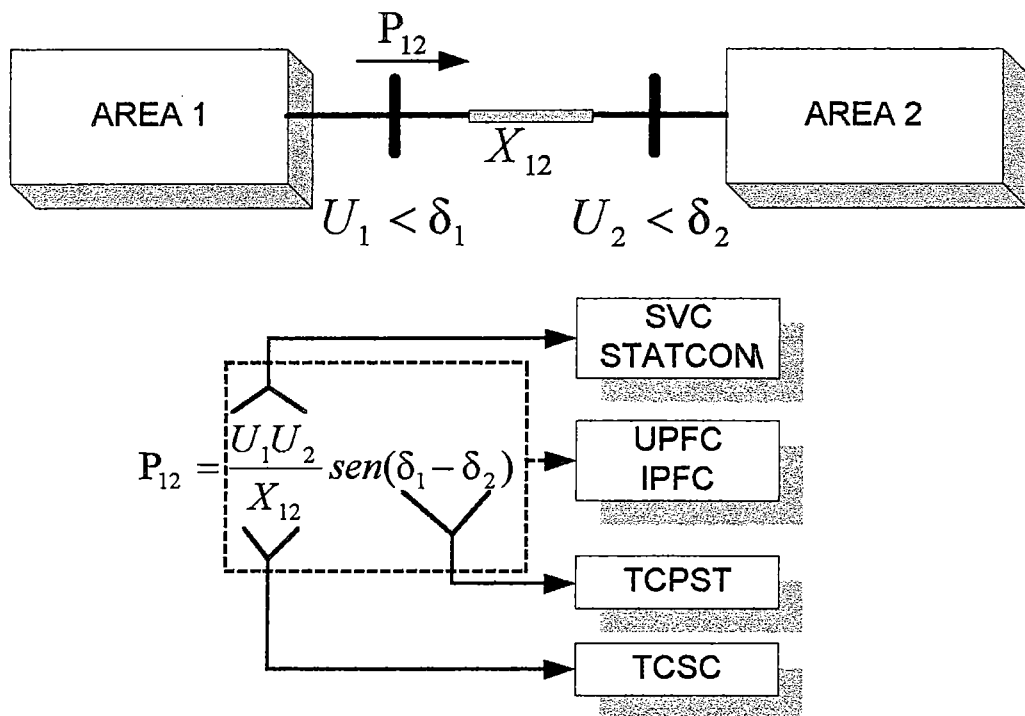 P₁₂
AREA 1
AREA 2
X₁₂
U₁ < δ₁
U₂ < δ₂
SVC
STATCOM
UPFC
IPFC
P₁₂ = U₁U₂ / X₁₂ sen(δ₁ − δ₂)
TCPST
TCSC